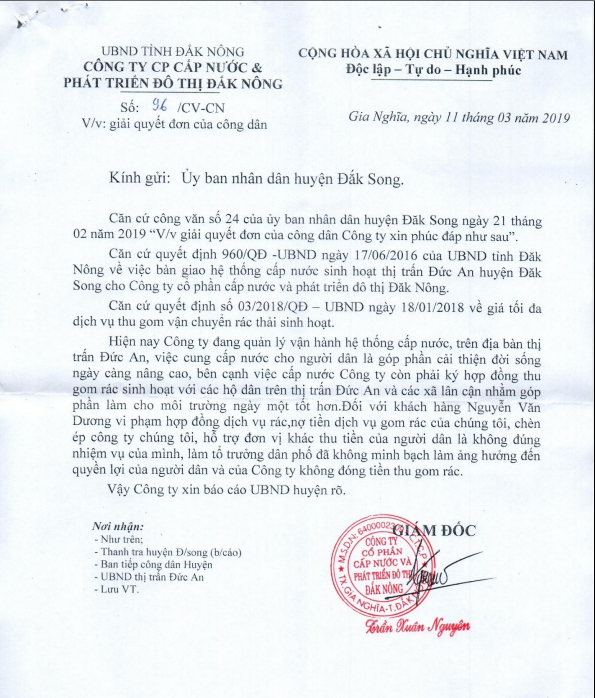 UBND TỈNH ĐẮK NÔNG
CÔNG TY CP CẤP NƯỚC &
PHÁT TRIỂN ĐÔ THỊ ĐẮK NÔNG
Số: 96 /CV-CN
V/v: giải quyết đơn của công dân
CỘNG HÒA XÃ HỘI CHỦ NGHĨA VIỆT NAM
Độc lập – Tự do – Hạnh phúc
Gia Nghĩa, ngày 11 tháng 03 năm 2019
Kính gửi: Ủy ban nhân dân huyện Đắk Song.
Căn cứ công văn số 24 của ủy ban nhân dân huyện Đăk Song ngày 21 tháng
02 năm 2019 “V/v giải quyết đơn của công dân Công ty xin phúc đáp như sau”.
Căn cứ quyết định 960/QĐ -UBND ngày 17/06/2016 của UBND tỉnh Đăk
Nông về việc bàn giao hệ thống cấp nước sinh hoạt thị trấn Đức An huyện Đăk
Song cho Công ty cổ phần cấp nước và phát triển đô thị Đăk Nông.
Căn cứ quyết định số 03/2018/QĐ – UBND ngày 18/01/2018 về giá tối đa
dịch vụ thu gom vận chuyển rác thải sinh hoạt.
Hiện nay Công ty đang quản lý vận hành hệ thống cấp nước, trên địa bàn thị
trấn Đức An, việc cung cấp nước cho người dân là góp phần cải thiện đời sống
ngày càng nâng cao, bên cạnh việc cấp nước Công ty còn phải ký hợp đồng thu
gom rác sinh hoạt với các hộ dân trên thị trấn Đức An và các xã lân cận nhằm góp
phần làm cho môi trường ngày một tốt hơn.Đối với khách hàng Nguyễn Văn
Dương vi phạm hợp đồng dịch vụ rác,nợ tiền dịch vụ gom rác của chúng tôi, chèn
ép công ty chúng tôi, hỗ trợ đơn vị khác thu tiền của người dân là không đúng
nhiệm vụ của mình, làm tổ trưởng dân phố đã không minh bạch làm ảng hưởng đến
quyền lợi của người dân và của Công ty không đóng tiền thu gom rác.
Vậy Công ty xin báo cáo UBND huyện rõ.
Nơi nhận:
- Như trên;
- Thanh tra huyện Đ/song (b/cáo)
- Ban tiếp công dân Huyện
- UBND thị trấn Đức An
- Lưu VT.
GIÁM ĐỐC
CÔNG TY
CỔ PHẦN
CẤP NƯỚC VÀ
PHÁT TRIỂN ĐÔ THỊ
ĐẮK NÔNG
Trần Xuân Nguyên